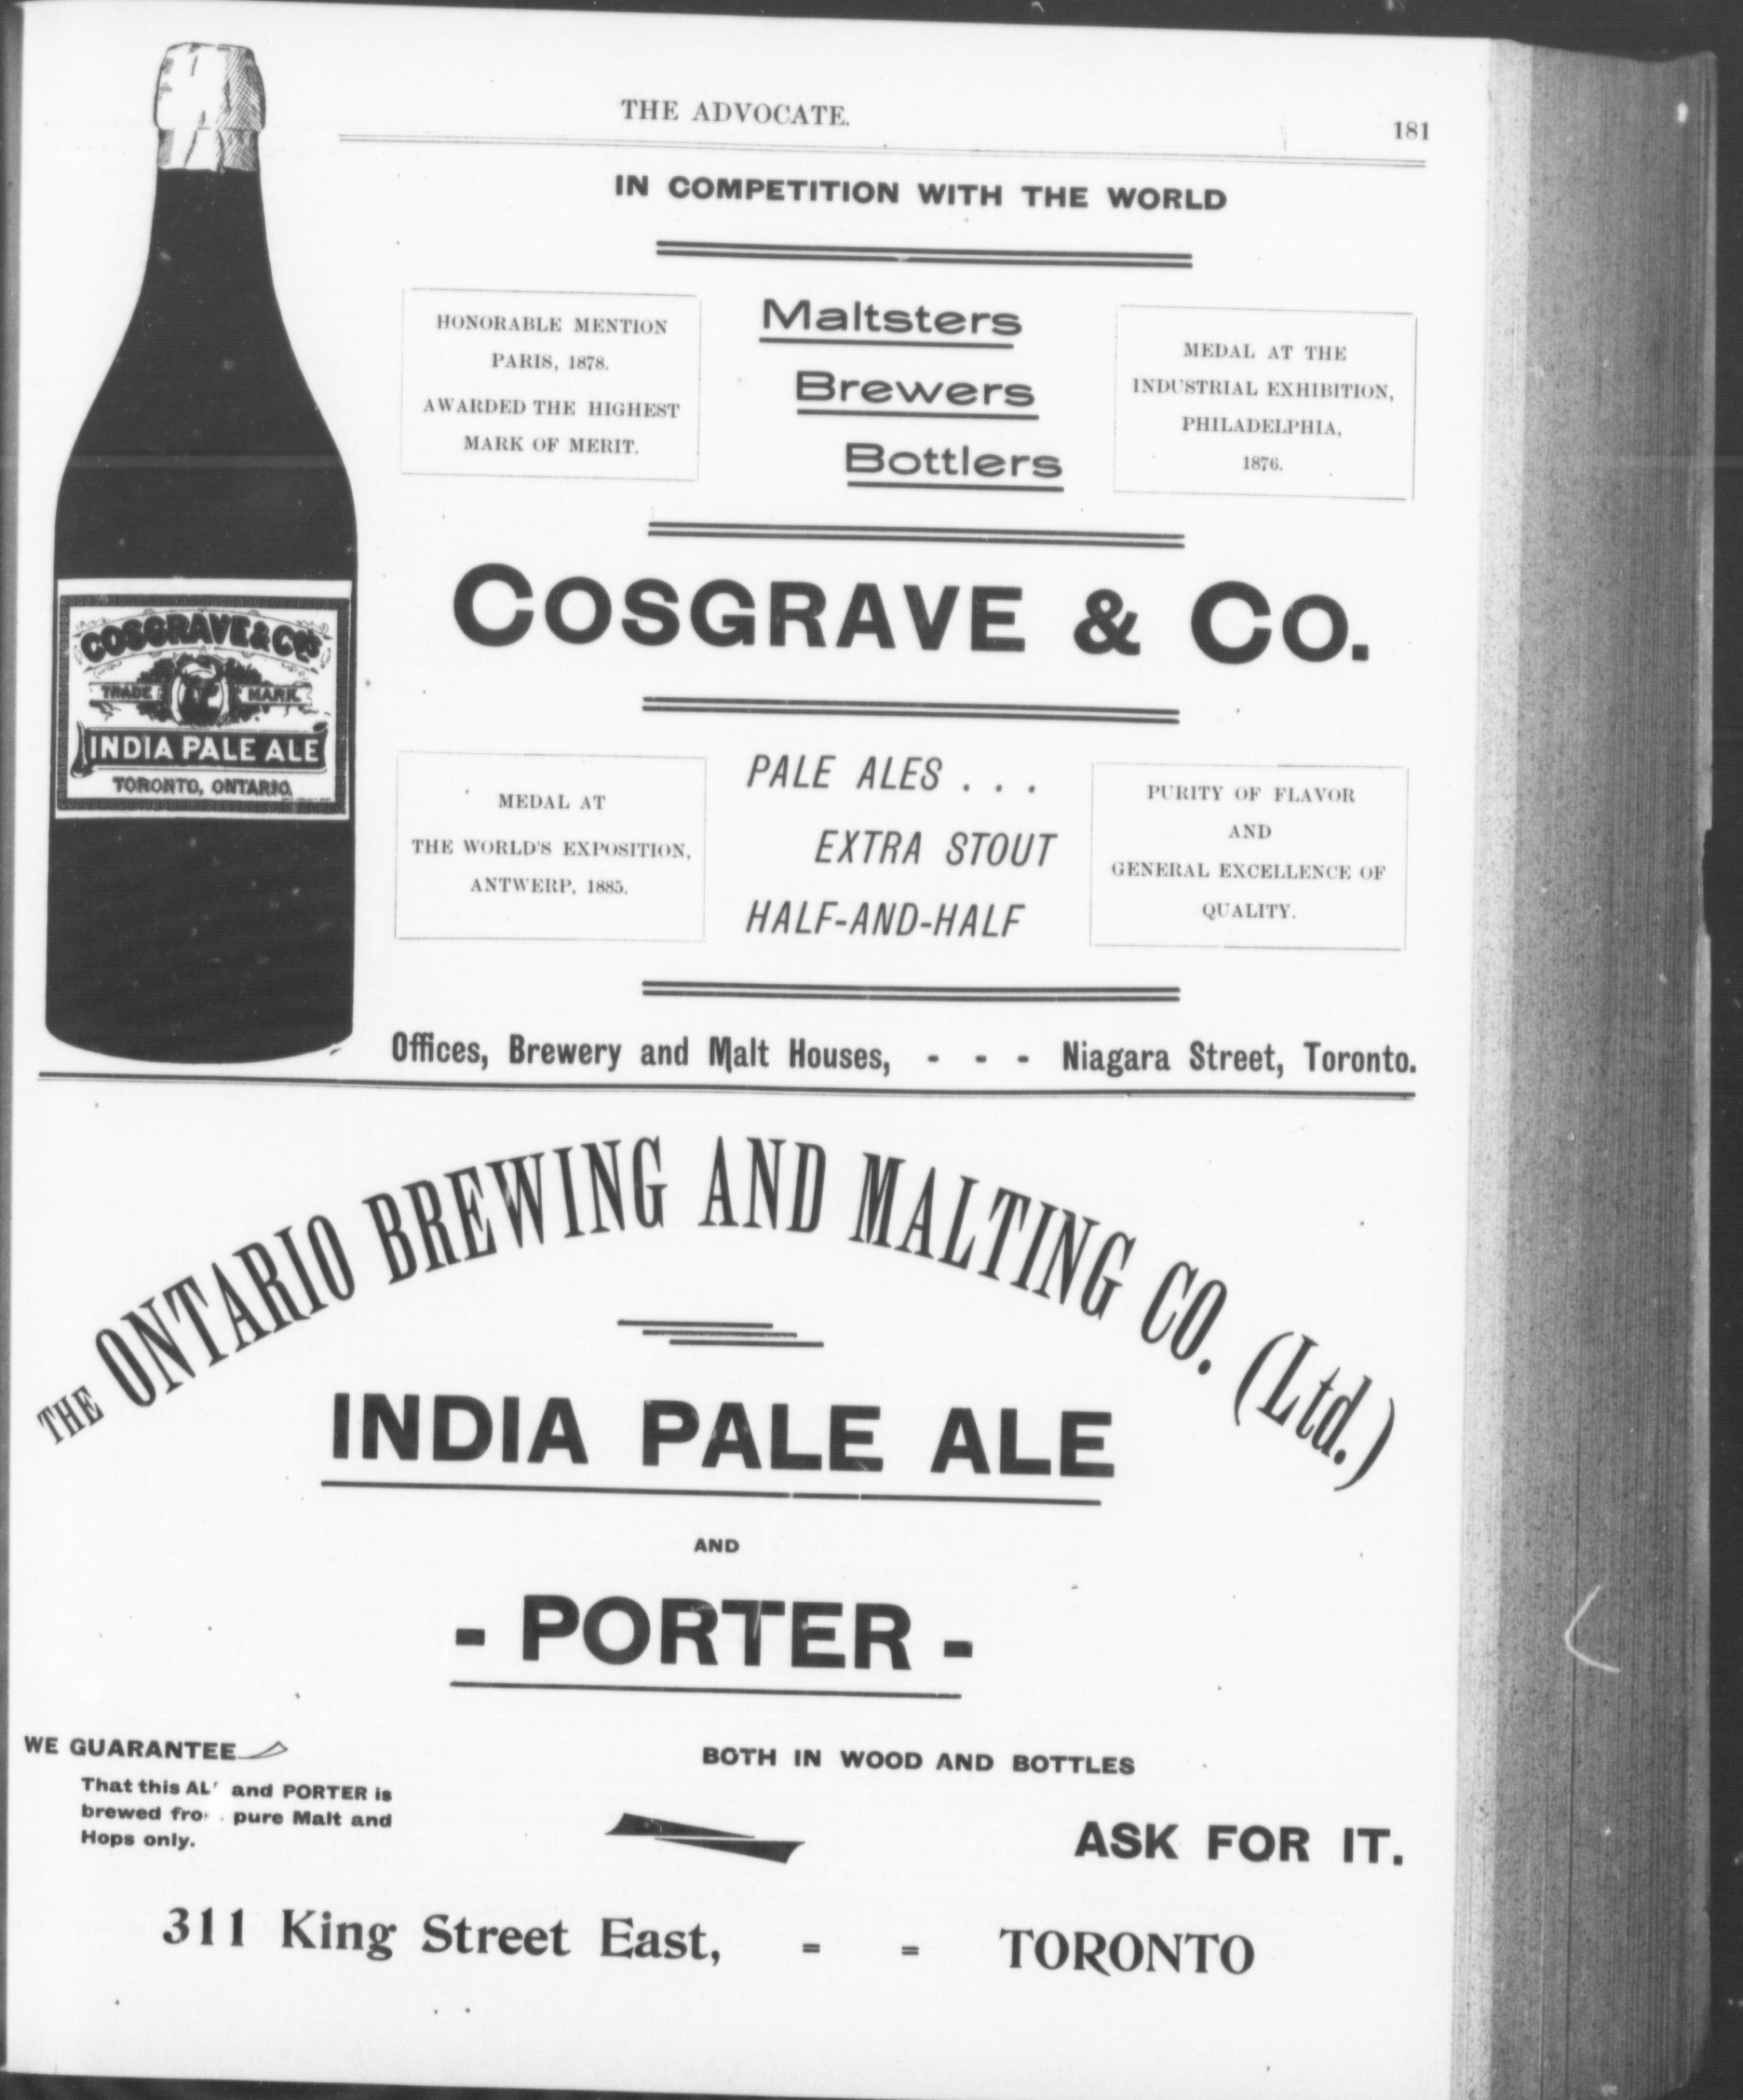 THE ADVOCATE.
181
IN COMPETITION WITH THE WORLD
HONORABLE MENTION
PARIS, 1878.
AWARDED THE HIGHEST
MARK OF MERIT.
Maltsters
Brewers
Bottlers
MEDAL AT THE
INDUSTRIAL EXHIBITION,
PHILADELPHIA,
1876.
COSGRAVE & CO.
COSGRAVE & CO'S
TRADE MARK
INDIA PALE ALE
TORONTO, ONTARIO.
MEDAL AT
THE WORLD'S EXPOSITION,
ANTWERP, 1885.
PALE ALES . . .
EXTRA STOUT
HALF-AND-HALF
PURITY OF FLAVOR
AND
GENERAL EXCELLENCE OF
QUALITY.
Offices, Brewery and Malt Houses, - - - Niagara Street, Toronto.
THE ONTARIO BREWING AND MALTING CO. (Ltd.)
INDIA PALE ALE
AND
- PORTER -
WE GUARANTEE
That this AL and PORTER is
brewed fro pure Malt and
Hops only.
BOTH IN WOOD AND BOTTLES
ASK FOR IT.
311 King Street East, = = TORONTO